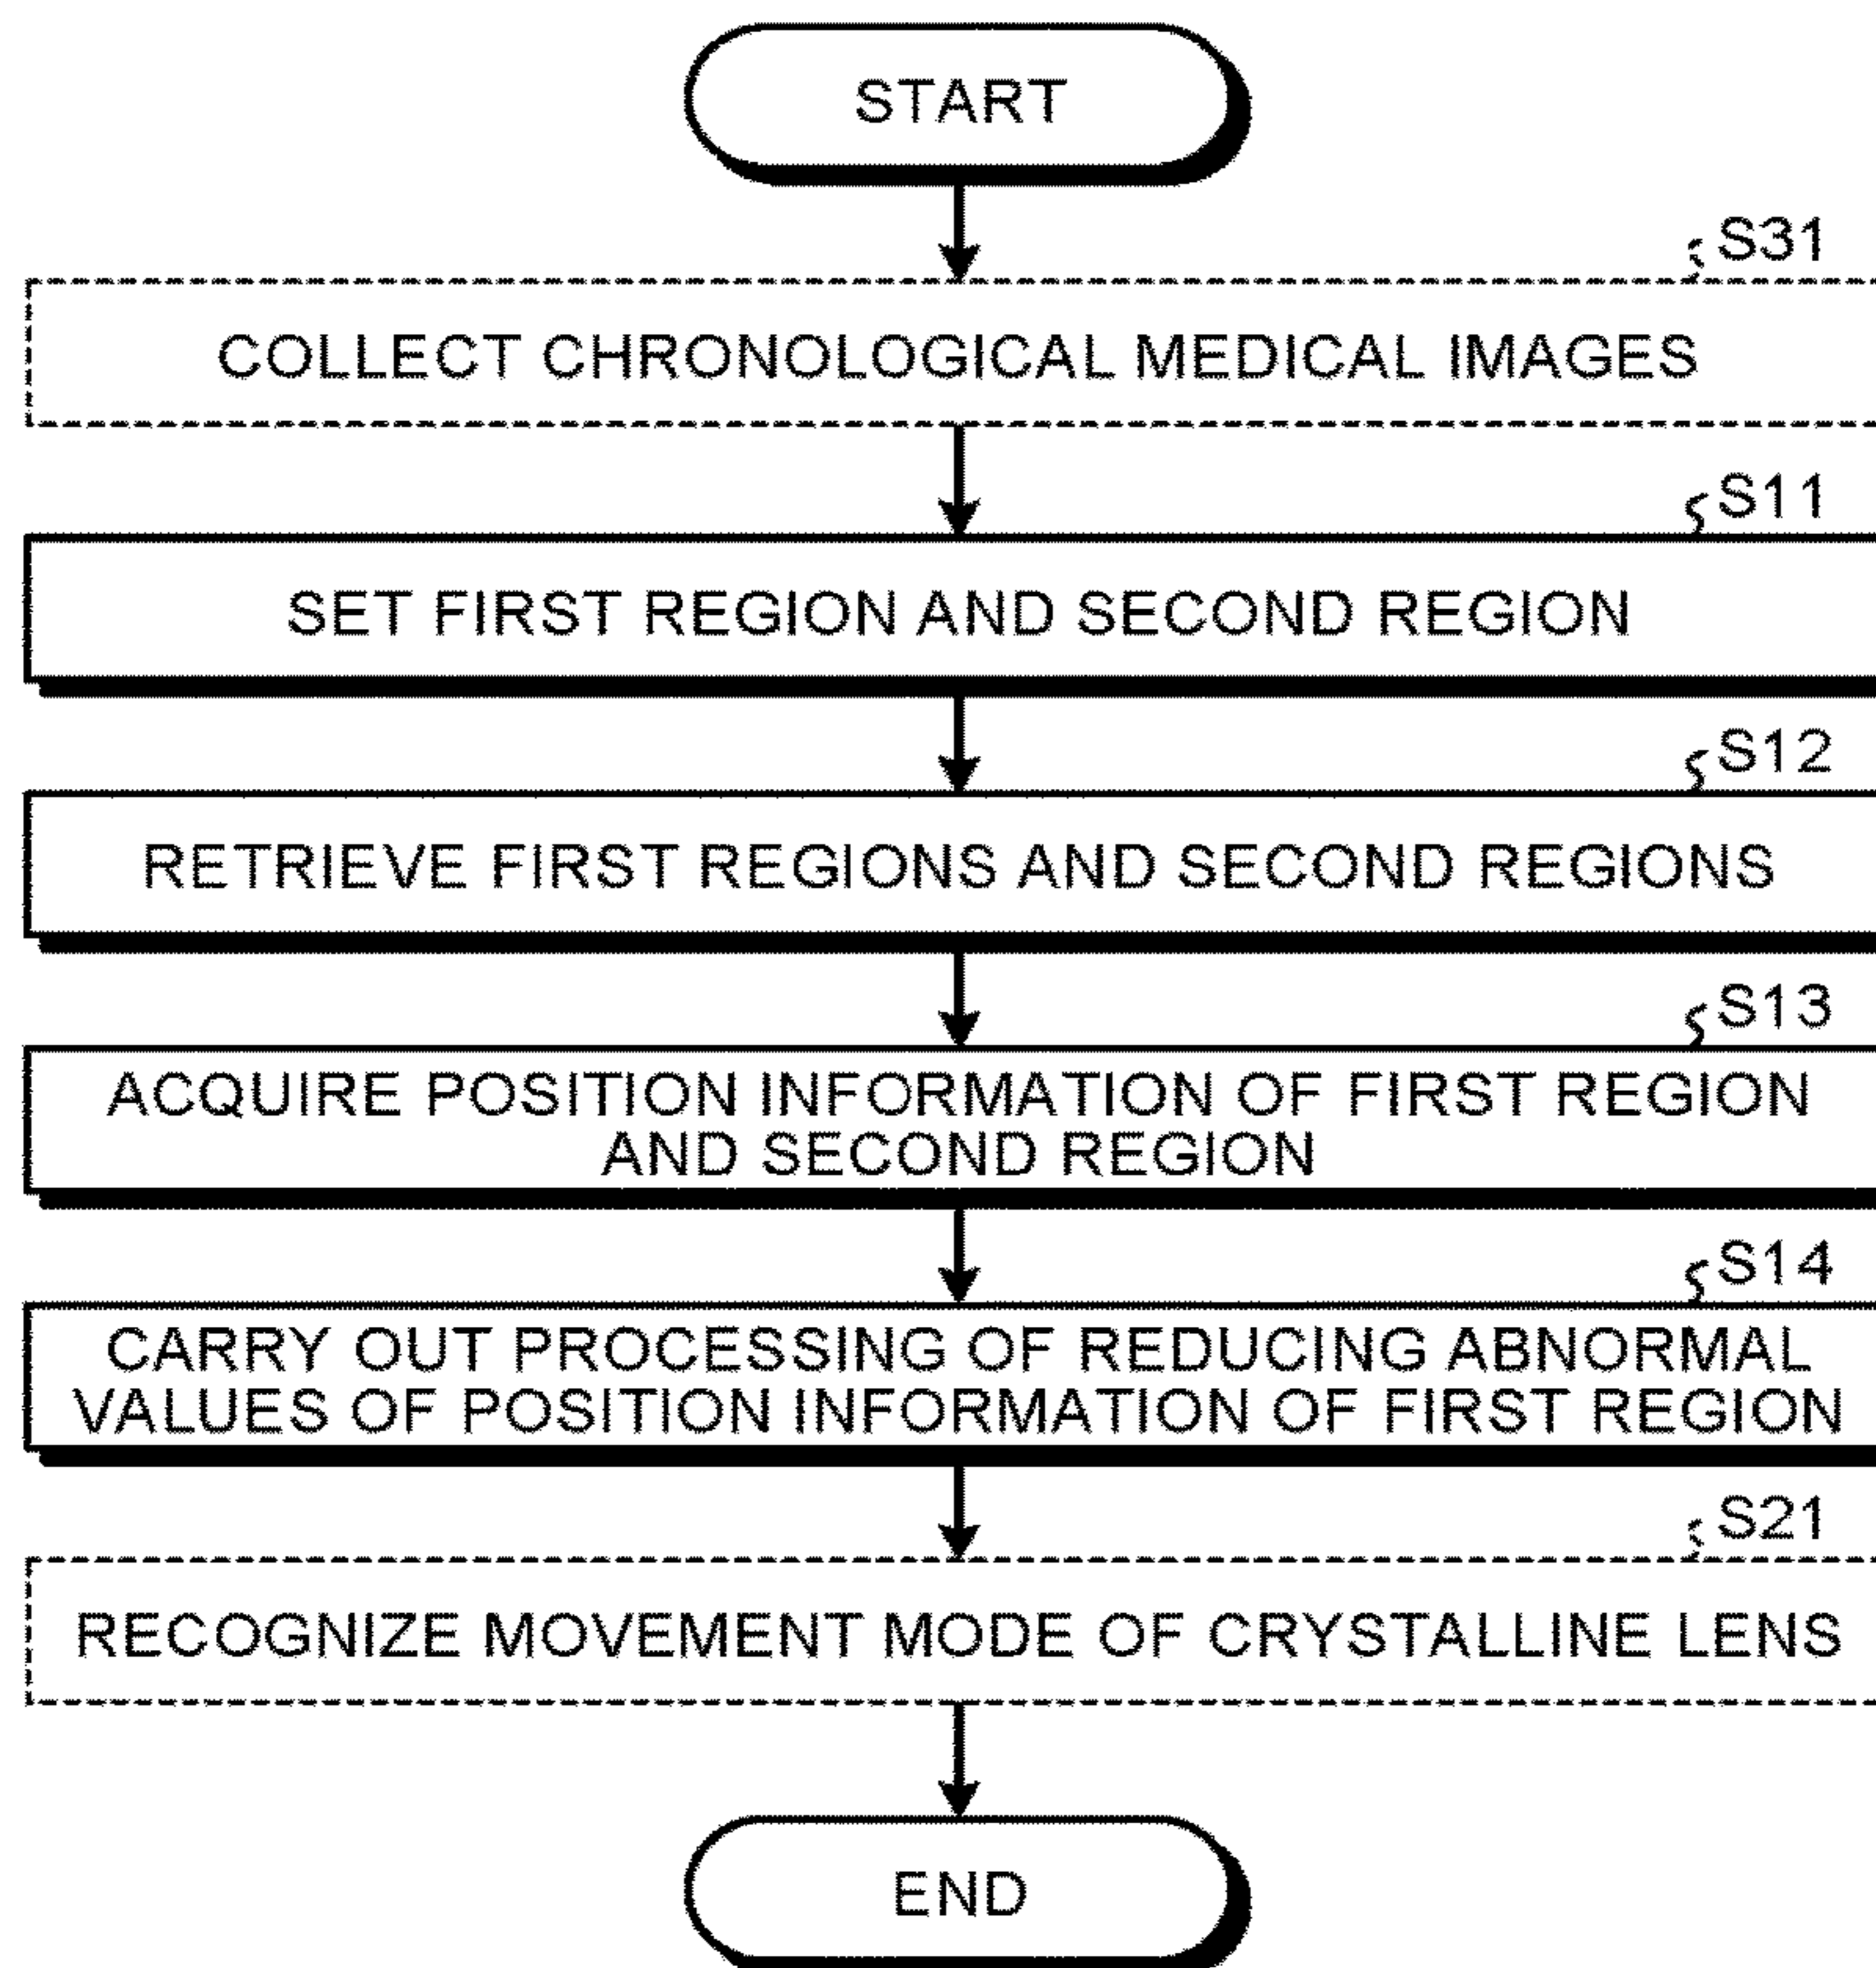 START
S31
COLLECT CHRONOLOGICAL MEDICAL IMAGES
S11
SET FIRST REGION AND SECOND REGION
S12
RETRIEVE FIRST REGIONS AND SECOND REGIONS
S13
ACQUIRE POSITION INFORMATION OF FIRST REGION
AND SECOND REGION
S14
CARRY OUT PROCESSING OF REDUCING ABNORMAL
VALUES OF POSITION INFORMATION OF FIRST REGION
S21
RECOGNIZE MOVEMENT MODE OF CRYSTALLINE LENS
END